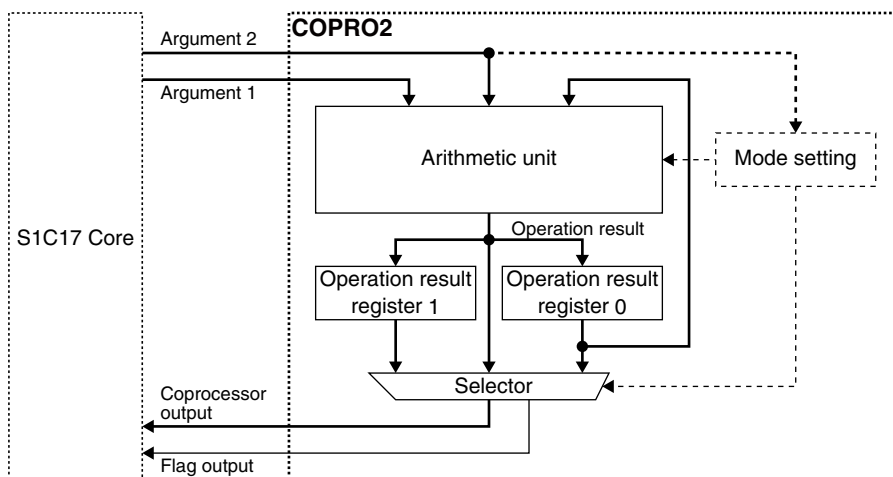 COPRO2
Argument 2
Argument 1
Arithmetic unit
Mode setting
S1C17 Core
Operation result
Operation result
register 1
Operation result
register 0
Selector
Coprocessor
output
Flag output